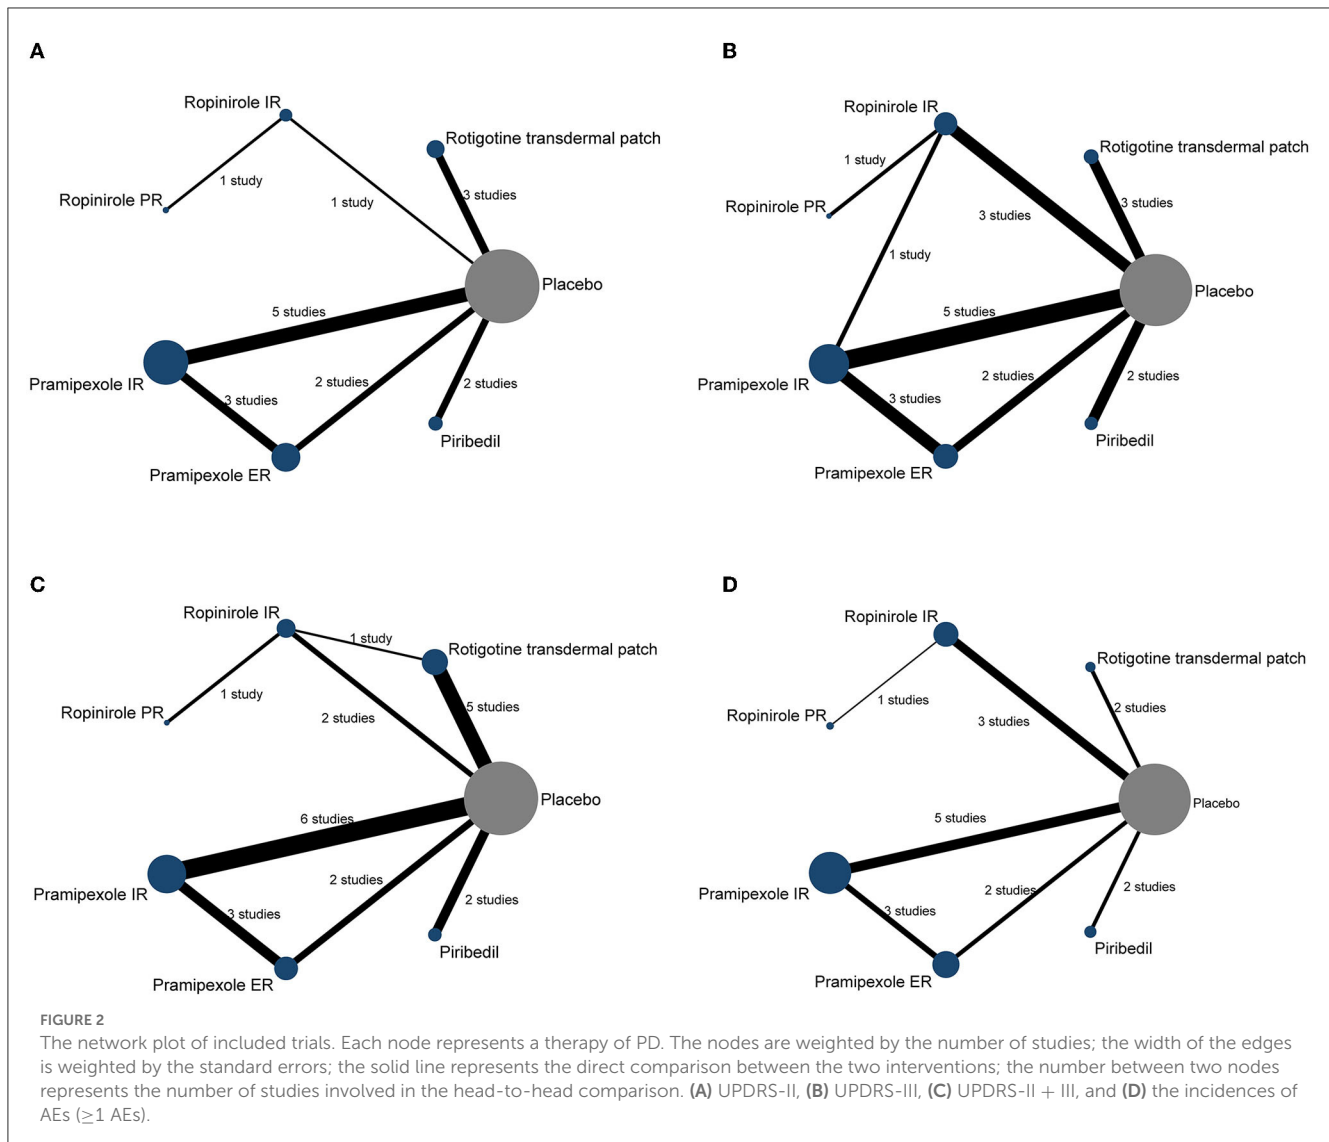 A
Ropinirole IR
Rotigotine transdermal patch
1 study
3 studies
Ropinirole PR
1 study
Placebo
5 studies
Pramipexole IR
2 studies
2 studies
3 studies
Piribedil
Pramipexole ER
B
Ropinirole IR
Rotigotine transdermal patch
1 study
3 studies
Ropinirole PR
3 studies
1 study
Placebo
5 studies
Pramipexole IR
2 studies
2 studies
3 studies
Piribedil
Pramipexole ER
C
Ropinirole IR
1 study
Rotigotine transdermal patch
1 study
5 studies
Ropinirole PR
2 studies
Placebo
6 studies
Pramipexole IR
2 studies
2 studies
3 studies
Piribedil
Pramipexole ER
D
Ropinirole IR
Rotigotine transdermal patch
1 studies
2 studies
Ropinirole PR
3 studies
Placebo
5 studies
Pramipexole IR
2 studies
2 studies
3 studies
Piribedil
Pramipexole ER
FIGURE 2
The network plot of included trials. Each node represents a therapy of PD. The nodes are weighted by the number of studies; the width of the edges
is weighted by the standard errors; the solid line represents the direct comparison between the two interventions; the number between two nodes
represents the number of studies involved in the head-to-head comparison. (A) UPDRS-II, (B) UPDRS-III, (C) UPDRS-II + III, and (D) the incidences of
AEs (≥1 AEs).